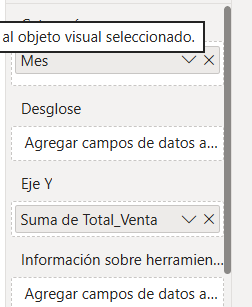 al objeto visual seleccionado.
Mes
Desglose
Agregar campos de datos a...
Eje Y
Suma de Total_Venta
Información sobre herramien...
Agregar campos de datos a...